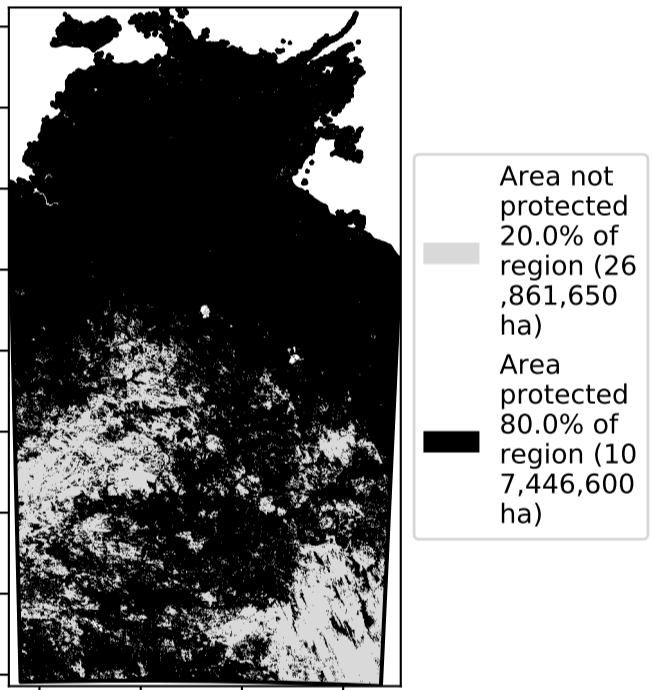 Area not
protected
20.0% of
region (26
,861,650
ha)
Area
protected
80.0% of
region (10
7,446,600
ha)